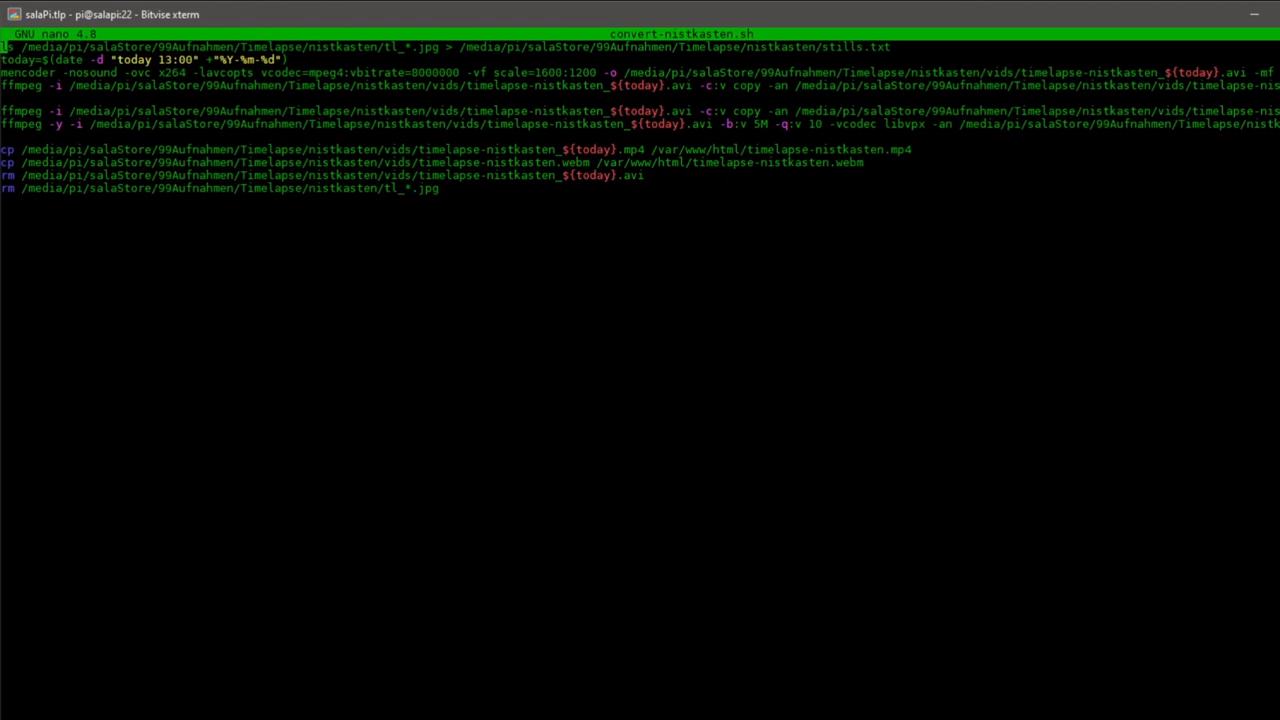 salaPi.tlp - pi@salapi:22 - Bitvise xterm
GNU nano 4.8 convert-nistkasten.sh
ls /media/pi/salaStore/99Aufnahmen/Timelapse/nistkasten/tl_*.jpg > /media/pi/salaStore/99Aufnahmen/Timelapse/nistkasten/stills.txt
today=$(date -d "today 13:00" +"%Y-%m-%d")
mencoder -nosound -ovc x264 -lavcopts vcodec=mpeg4:vbitrate=8000000 -vf scale=1600:1200 -o /media/pi/salaStore/99Aufnahmen/Timelapse/nistkasten/vids/timelapse-nistkasten_${today}.avi -mf
ffmpeg -i /media/pi/salaStore/99Aufnahmen/Timelapse/nistkasten/vids/timelapse-nistkasten_${today}.avi -c:v copy -an /media/pi/salaStore/99Aufnahmen/Timelapse/nistkasten/vids/timelapse-nis
ffmpeg -i /media/pi/salaStore/99Aufnahmen/Timelapse/nistkasten/vids/timelapse-nistkasten_${today}.avi -c:v copy -an /media/pi/salaStore/99Aufnahmen/Timelapse/nistkasten/vids/timelapse-nis
ffmpeg -y -i /media/pi/salaStore/99Aufnahmen/Timelapse/nistkasten/vids/timelapse-nistkasten_${today}.avi -b:v 5M -q:v 10 -vcodec libvpx -an /media/pi/salaStore/99Aufnahmen/Timelapse/nistk
cp /media/pi/salaStore/99Aufnahmen/Timelapse/nistkasten/vids/timelapse-nistkasten_${today}.mp4 /var/www/html/timelapse-nistkasten.mp4
cp /media/pi/salaStore/99Aufnahmen/Timelapse/nistkasten/vids/timelapse-nistkasten.webm /var/www/html/timelapse-nistkasten.webm
rm /media/pi/salaStore/99Aufnahmen/Timelapse/nistkasten/vids/timelapse-nistkasten_${today}.avi
rm /media/pi/salaStore/99Aufnahmen/Timelapse/nistkasten/tl_*.jpg